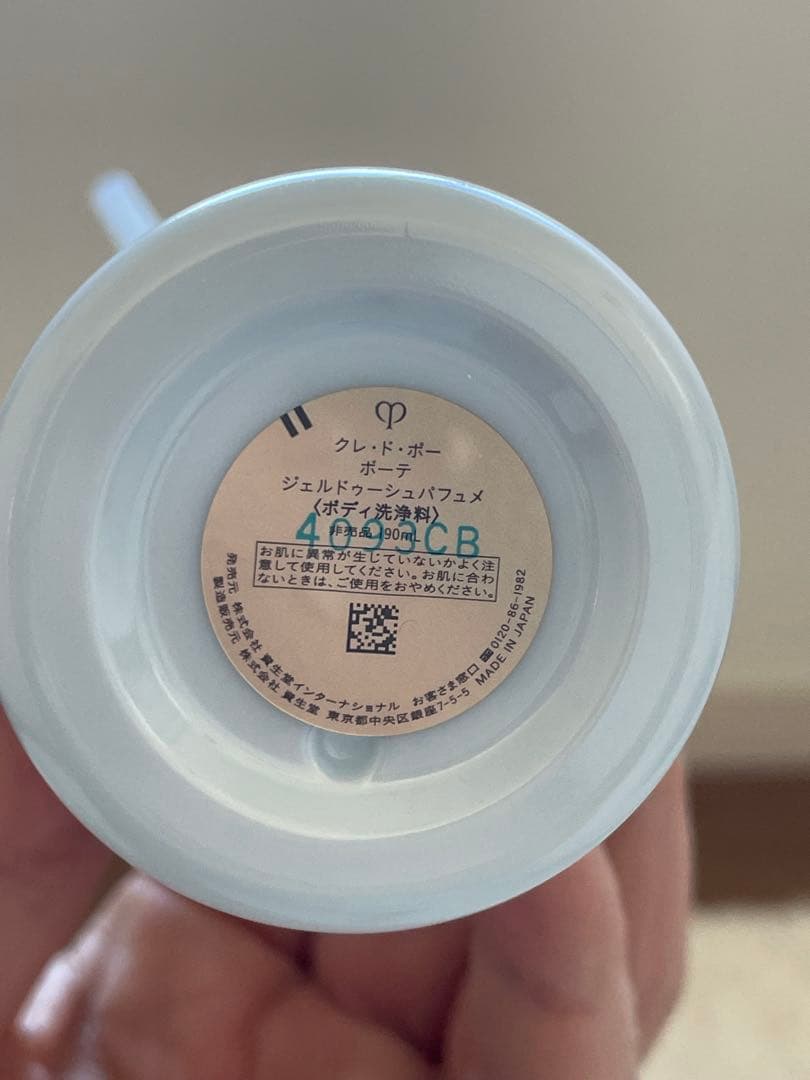 クレ・ド・ポー
ボーテ
ジェルドゥーシュパフュメ
〈ボディ洗浄料〉
非売品 190mL
4093CB
お肌に異常が生じていないかよく注
意して使用してください。お肌に合わ
ないときは、ご使用をおやめください。
発売元 株式会社 資生堂インターナショナル お客さま窓口 0120-86-1982
製造販売元 株式会社 資生堂 東京都中央区銀座7-5-5 MADE IN JAPAN